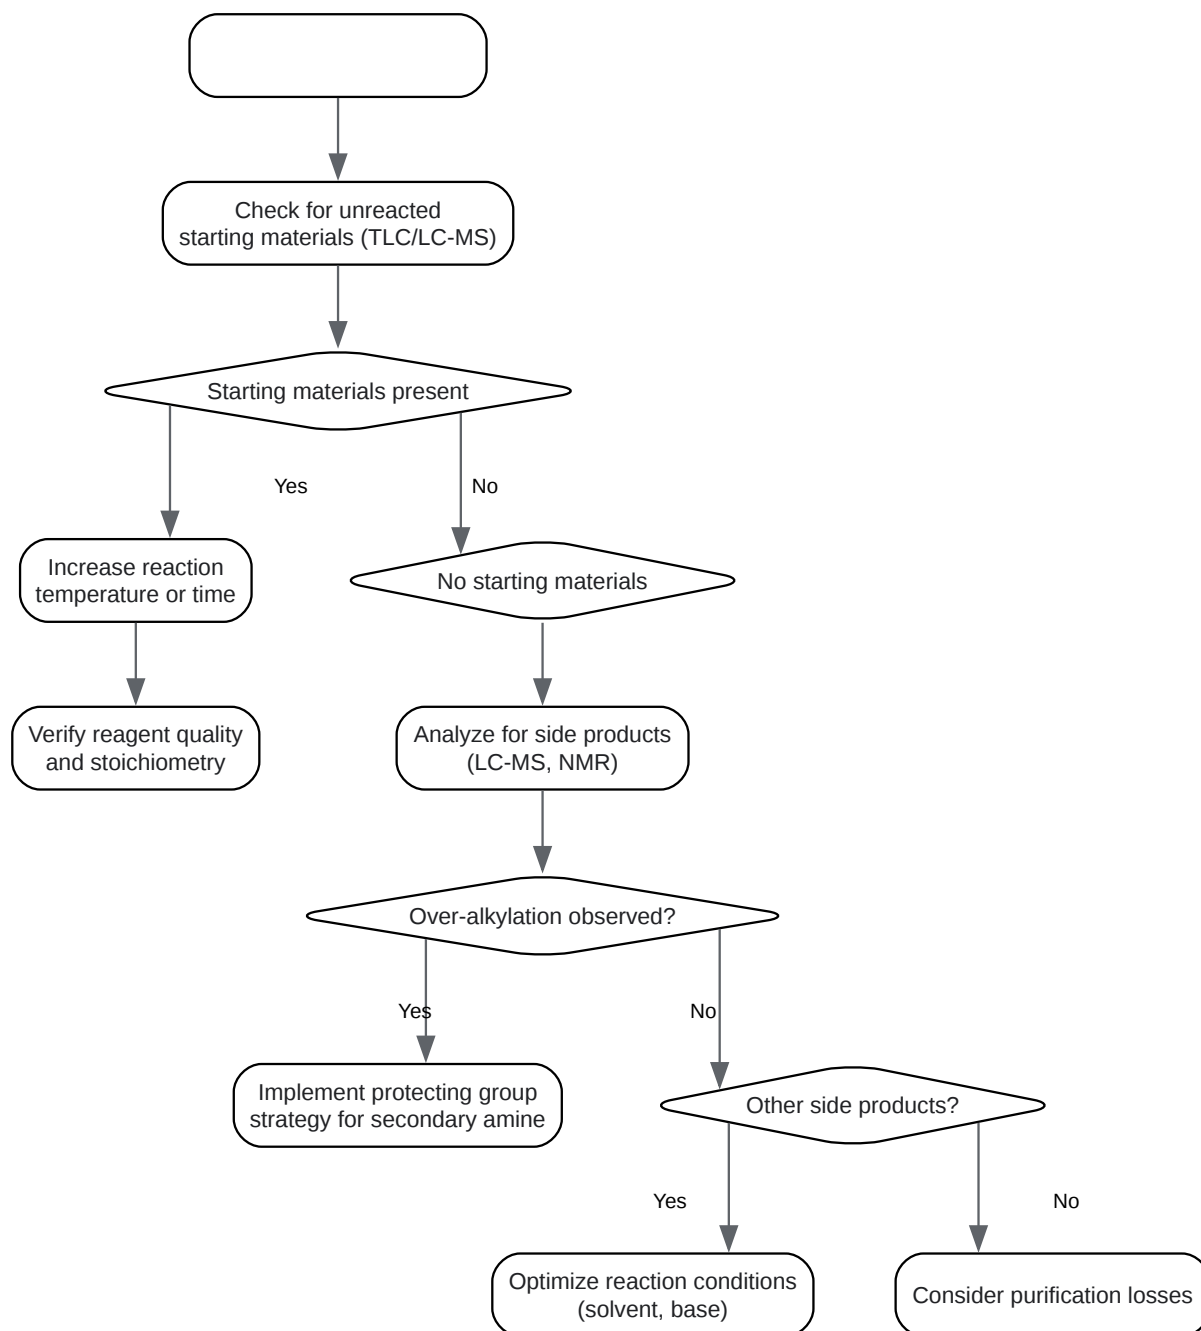 Check for unreacted
starting materials (TLC/LC-MS)
Starting materials present
Yes
No
Increase reaction
temperature or time
No starting materials
Verify reagent quality
and stoichiometry
Analyze for side products
(LC-MS, NMR)
Over-alkylation observed?
Yes
No
Implement protecting group
strategy for secondary amine
Other side products?
Yes
No
Optimize reaction conditions
(solvent, base)
Consider purification losses